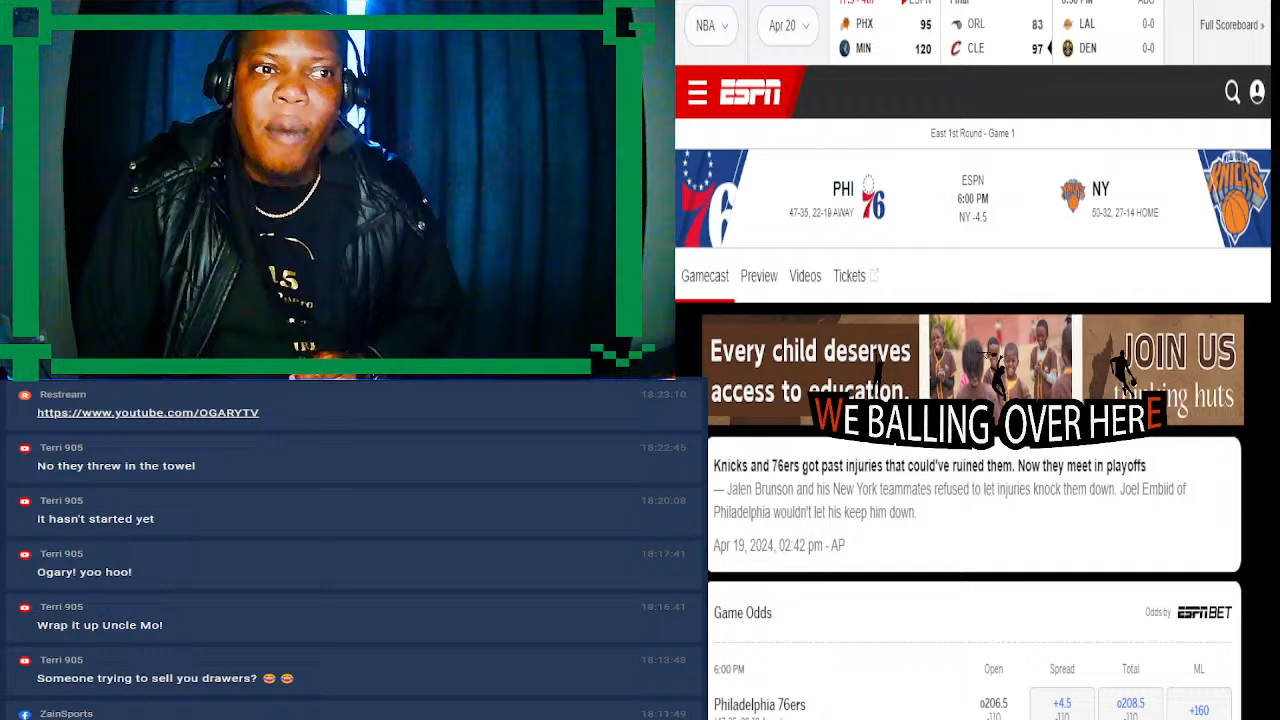 NBA
Apr 20
ESPN
PHX 95
MIN 120
ORL 83
CLE 97
LAL 0-0
DEN 0-0
Full Scoreboard »
ESPN
East 1st Round - Game 1
PHI
47-35, 22-19 AWAY
76
ESPN
6:00 PM
NY -4.5
NY
50-32, 27-14 HOME
KNICKS
Gamecast
Preview
Videos
Tickets
Every child deserves
access to education.
JOIN US
thinking huts
WE BALLING OVER HERE
Knicks and 76ers got past injuries that could've ruined them. Now they meet in playoffs
— Jalen Brunson and his New York teammates refused to let injuries knock them down. Joel Embiid of
Philadelphia wouldn't let his keep him down.
Apr 19, 2024, 02:42 pm - AP
Game Odds
Odds by ESPN BET
6:00 PM Open Spread Total ML
Philadelphia 76ers o206.5 +4.5 o208.5 +160
-110 -110 -110
Restream 18:23:10
https://www.youtube.com/OGARYTV
Terri 905 18:22:45
No they threw in the towel
Terri 905 18:20:08
It hasn't started yet
Terri 905 18:17:41
Ogary! yoo hoo!
Terri 905 18:16:41
Wrap it up Uncle Mo!
Terri 905 18:13:48
Someone trying to sell you drawers?
ZainSports 18:11:49